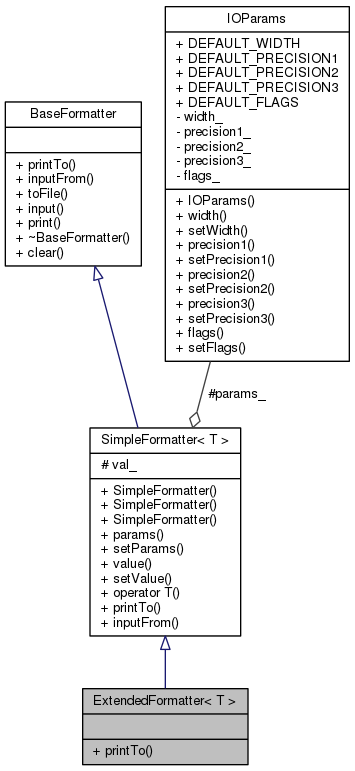 IOParams
+ DEFAULT_WIDTH
+ DEFAULT_PRECISION1
+ DEFAULT_PRECISION2
+ DEFAULT_PRECISION3
+ DEFAULT_FLAGS
- width_
- precision1_
- precision2_
- precision3_
- flags_
+ IOParams()
+ width()
+ setWidth()
+ precision1()
+ setPrecision1()
+ precision2()
+ setPrecision2()
+ precision3()
+ setPrecision3()
+ flags()
+ setFlags()
BaseFormatter
+ printTo()
+ inputFrom()
+ toFile()
+ input()
+ print()
+ ~BaseFormatter()
+ clear()
#params_
SimpleFormatter< T >
# val_
+ SimpleFormatter()
+ SimpleFormatter()
+ SimpleFormatter()
+ params()
+ setParams()
+ value()
+ setValue()
+ operator T()
+ printTo()
+ inputFrom()
ExtendedFormatter< T >
+ printTo()